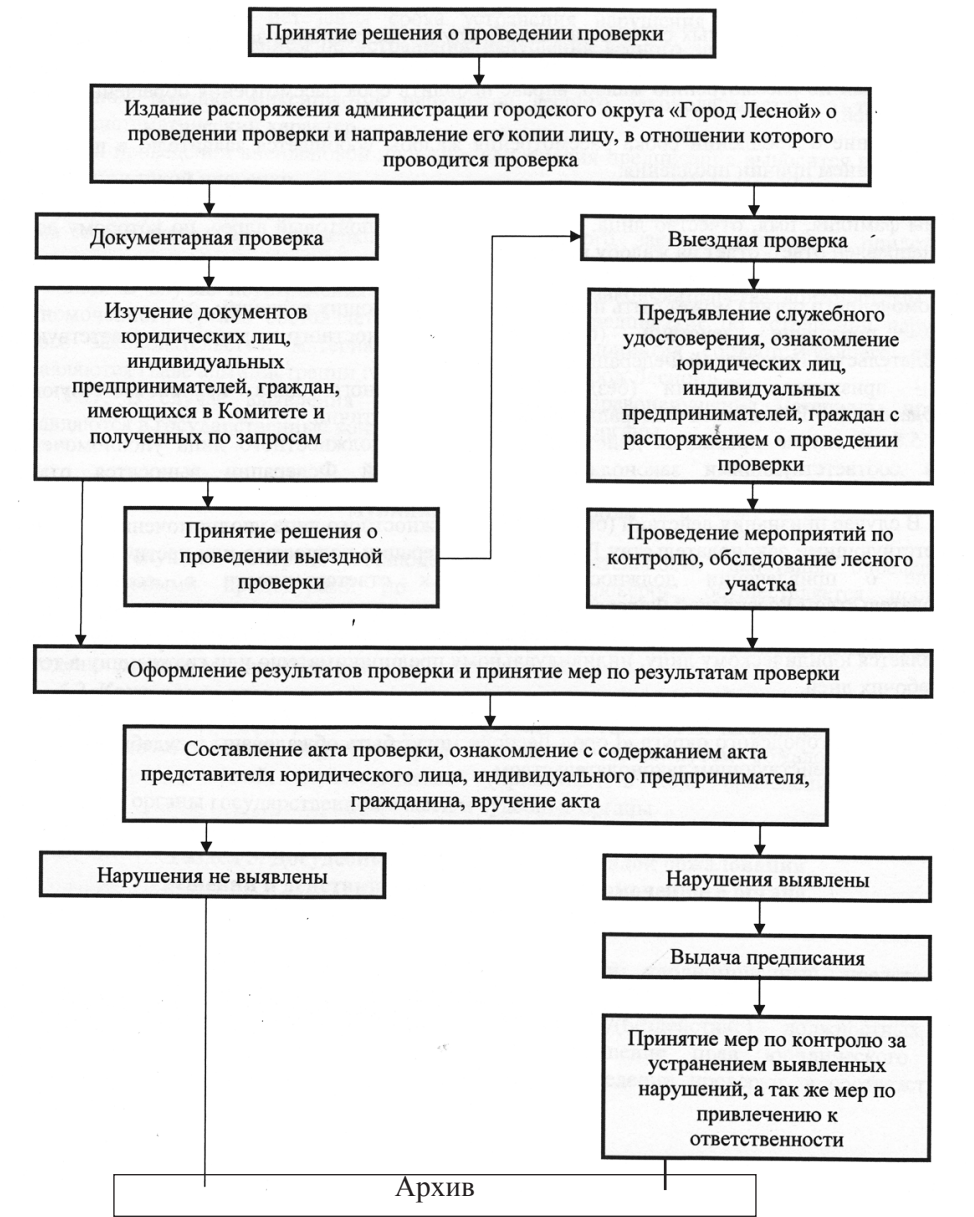 Принятие решения о проведении проверки
Издание распоряжения администрации городского округа «Город Лесной» о
проведении проверки и направление его копии лицу, в отношении которого
проводится проверка
Документарная проверка
Выездная проверка
Изучение документов
юридических лиц,
индивидуальных
предпринимателей, граждан,
имеющихся в Комитете и
полученных по запросам
Предъявление служебного
удостоверения, ознакомление
юридических лиц,
индивидуальных
предпринимателей, граждан с
распоряжением о проведении
проверки
Принятие решения о
проведении выездной
проверки
Проведение мероприятий по
контролю, обследование лесного
участка
Оформление результатов проверки и принятие мер по результатам проверки
Составление акта проверки, ознакомление с содержанием акта
представителя юридического лица, индивидуального предпринимателя,
гражданина, вручение акта
Нарушения не выявлены
Нарушения выявлены
Выдача предписания
Принятие мер по контролю за
устранением выявленных
нарушений, а так же мер по
привлечению к
ответственности
Архив